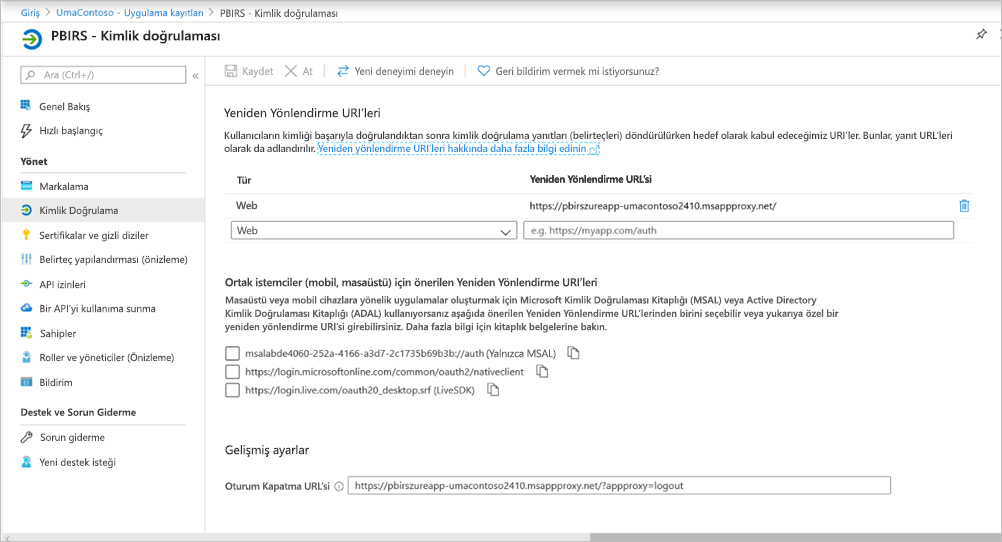 Giriş > UmaContoso - Uygulama kayıtları > PBIRS - Kimlik doğrulaması
PBIRS - Kimlik doğrulaması
Ara (Ctrl+/)
«
Genel Bakış
Hızlı başlangıç
Yönet
Markalama
Kimlik Doğrulama
Sertifikalar ve gizli diziler
Belirteç yapılandırması (önizleme)
API izinleri
Bir API'yi kullanıma sunma
Sahipler
Roller ve yöneticiler (Önizleme)
Bildirim
Destek ve Sorun Giderme
Sorun giderme
Yeni destek isteği
Kaydet At Yeni deneyimi deneyin Geri bildirim vermek mi istiyorsunuz?
Yeniden Yönlendirme URI'leri
Kullanıcıların kimliği başarıyla doğrulandıktan sonra kimlik doğrulama yanıtları (belirteçleri) döndürülürken hedef olarak kabul edeceğimiz URI'ler. Bunlar, yanıt URL'leri
olarak da adlandırılır. Yeniden yönlendirme URI'leri hakkında daha fazla bilgi edinin
Tür Yeniden Yönlendirme URL'si
Web https://pbirszureapp-umacontoso2410.msappproxy.net/
Web e.g. https://myapp.com/auth
Ortak istemciler (mobil, masaüstü) için önerilen Yeniden Yönlendirme URI'leri
Masaüstü veya mobil cihazlara yönelik uygulamalar oluşturmak için Microsoft Kimlik Doğrulaması Kitaplığı (MSAL) veya Active Directory
Kimlik Doğrulaması Kitaplığı (ADAL) kullanıyorsanız aşağıda önerilen Yeniden Yönlendirme URL'lerinden birini seçebilir veya yukarıya özel bir
yeniden yönlendirme URI'si girebilirsiniz. Daha fazla bilgi için kitaplık belgelerine bakın.
msalabde4060-252a-4166-a3d7-2c1735b69b3b://auth (Yalnızca MSAL)
https://login.microsoftonline.com/common/oauth2/nativeclient
https://login.live.com/oauth20_desktop.srf (LiveSDK)
Gelişmiş ayarlar
Oturum Kapatma URL'si https://pbirszureapp-umacontoso2410.msappproxy.net/?appproxy=logout